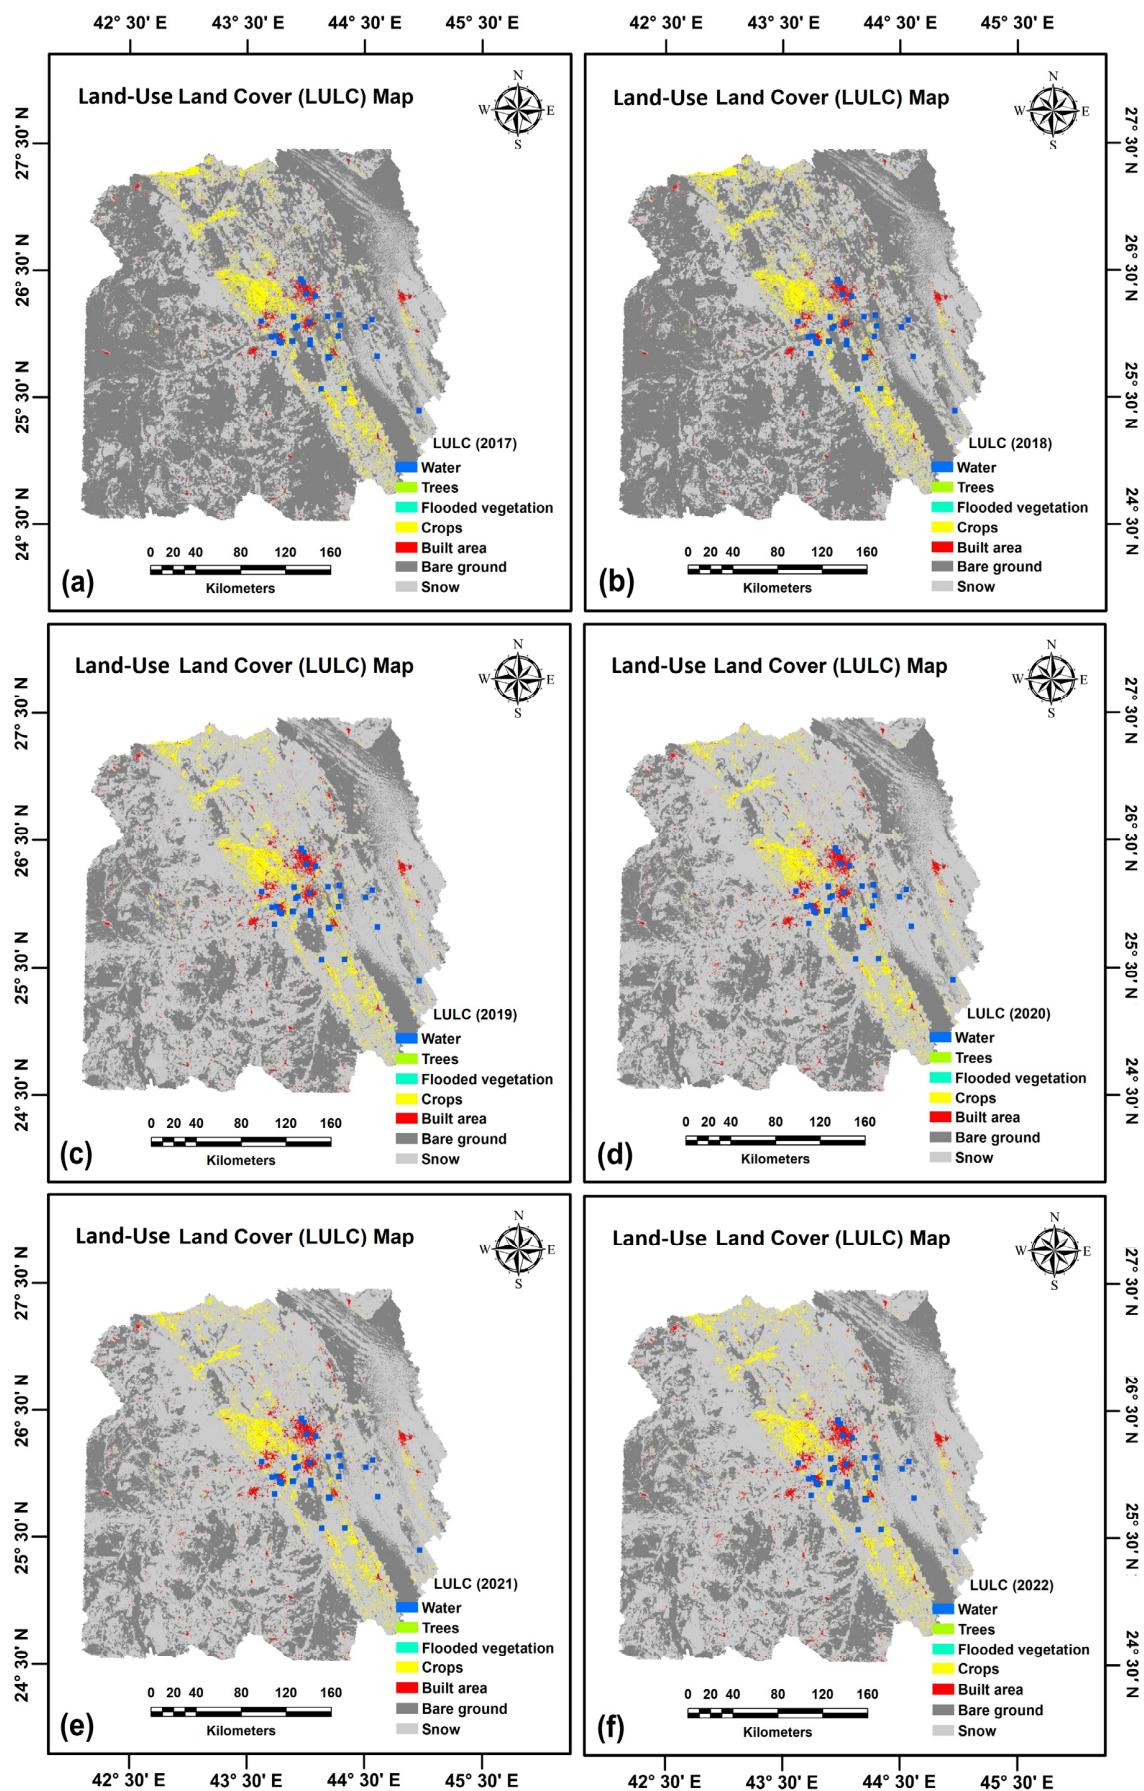 42° 30' E 43° 30' E 44° 30' E 45° 30' E 42° 30' E 43° 30' E 44° 30' E 45° 30' E
Land-Use Land Cover (LULC) Map
N
W E
S
27° 30' N
26° 30' N
25° 30' N
24° 30' N
LULC (2017)
Water
Trees
Flooded vegetation
Crops
Built area
Bare ground
Snow
0 20 40 80 120 160
Kilometers
(a)
Land-Use Land Cover (LULC) Map
N
W E
S
27° 30' N
26° 30' N
25° 30' N
24° 30' N
LULC (2018)
Water
Trees
Flooded vegetation
Crops
Built area
Bare ground
Snow
0 20 40 80 120 160
Kilometers
(b)
Land-Use Land Cover (LULC) Map
N
W E
S
27° 30' N
26° 30' N
25° 30' N
24° 30' N
LULC (2019)
Water
Trees
Flooded vegetation
Crops
Built area
Bare ground
Snow
0 20 40 80 120 160
Kilometers
(c)
Land-Use Land Cover (LULC) Map
N
W E
S
27° 30' N
26° 30' N
25° 30' N
24° 30' N
LULC (2020)
Water
Trees
Flooded vegetation
Crops
Built area
Bare ground
Snow
0 20 40 80 120 160
Kilometers
(d)
Land-Use Land Cover (LULC) Map
N
W E
S
27° 30' N
26° 30' N
25° 30' N
24° 30' N
LULC (2021)
Water
Trees
Flooded vegetation
Crops
Built area
Bare ground
Snow
0 20 40 80 120 160
Kilometers
(e)
Land-Use Land Cover (LULC) Map
N
W E
S
27° 30' N
26° 30' N
25° 30' N
24° 30' N
LULC (2022)
Water
Trees
Flooded vegetation
Crops
Built area
Bare ground
Snow
0 20 40 80 120 160
Kilometers
(f)
42° 30' E 43° 30' E 44° 30' E 45° 30' E 42° 30' E 43° 30' E 44° 30' E 45° 30' E